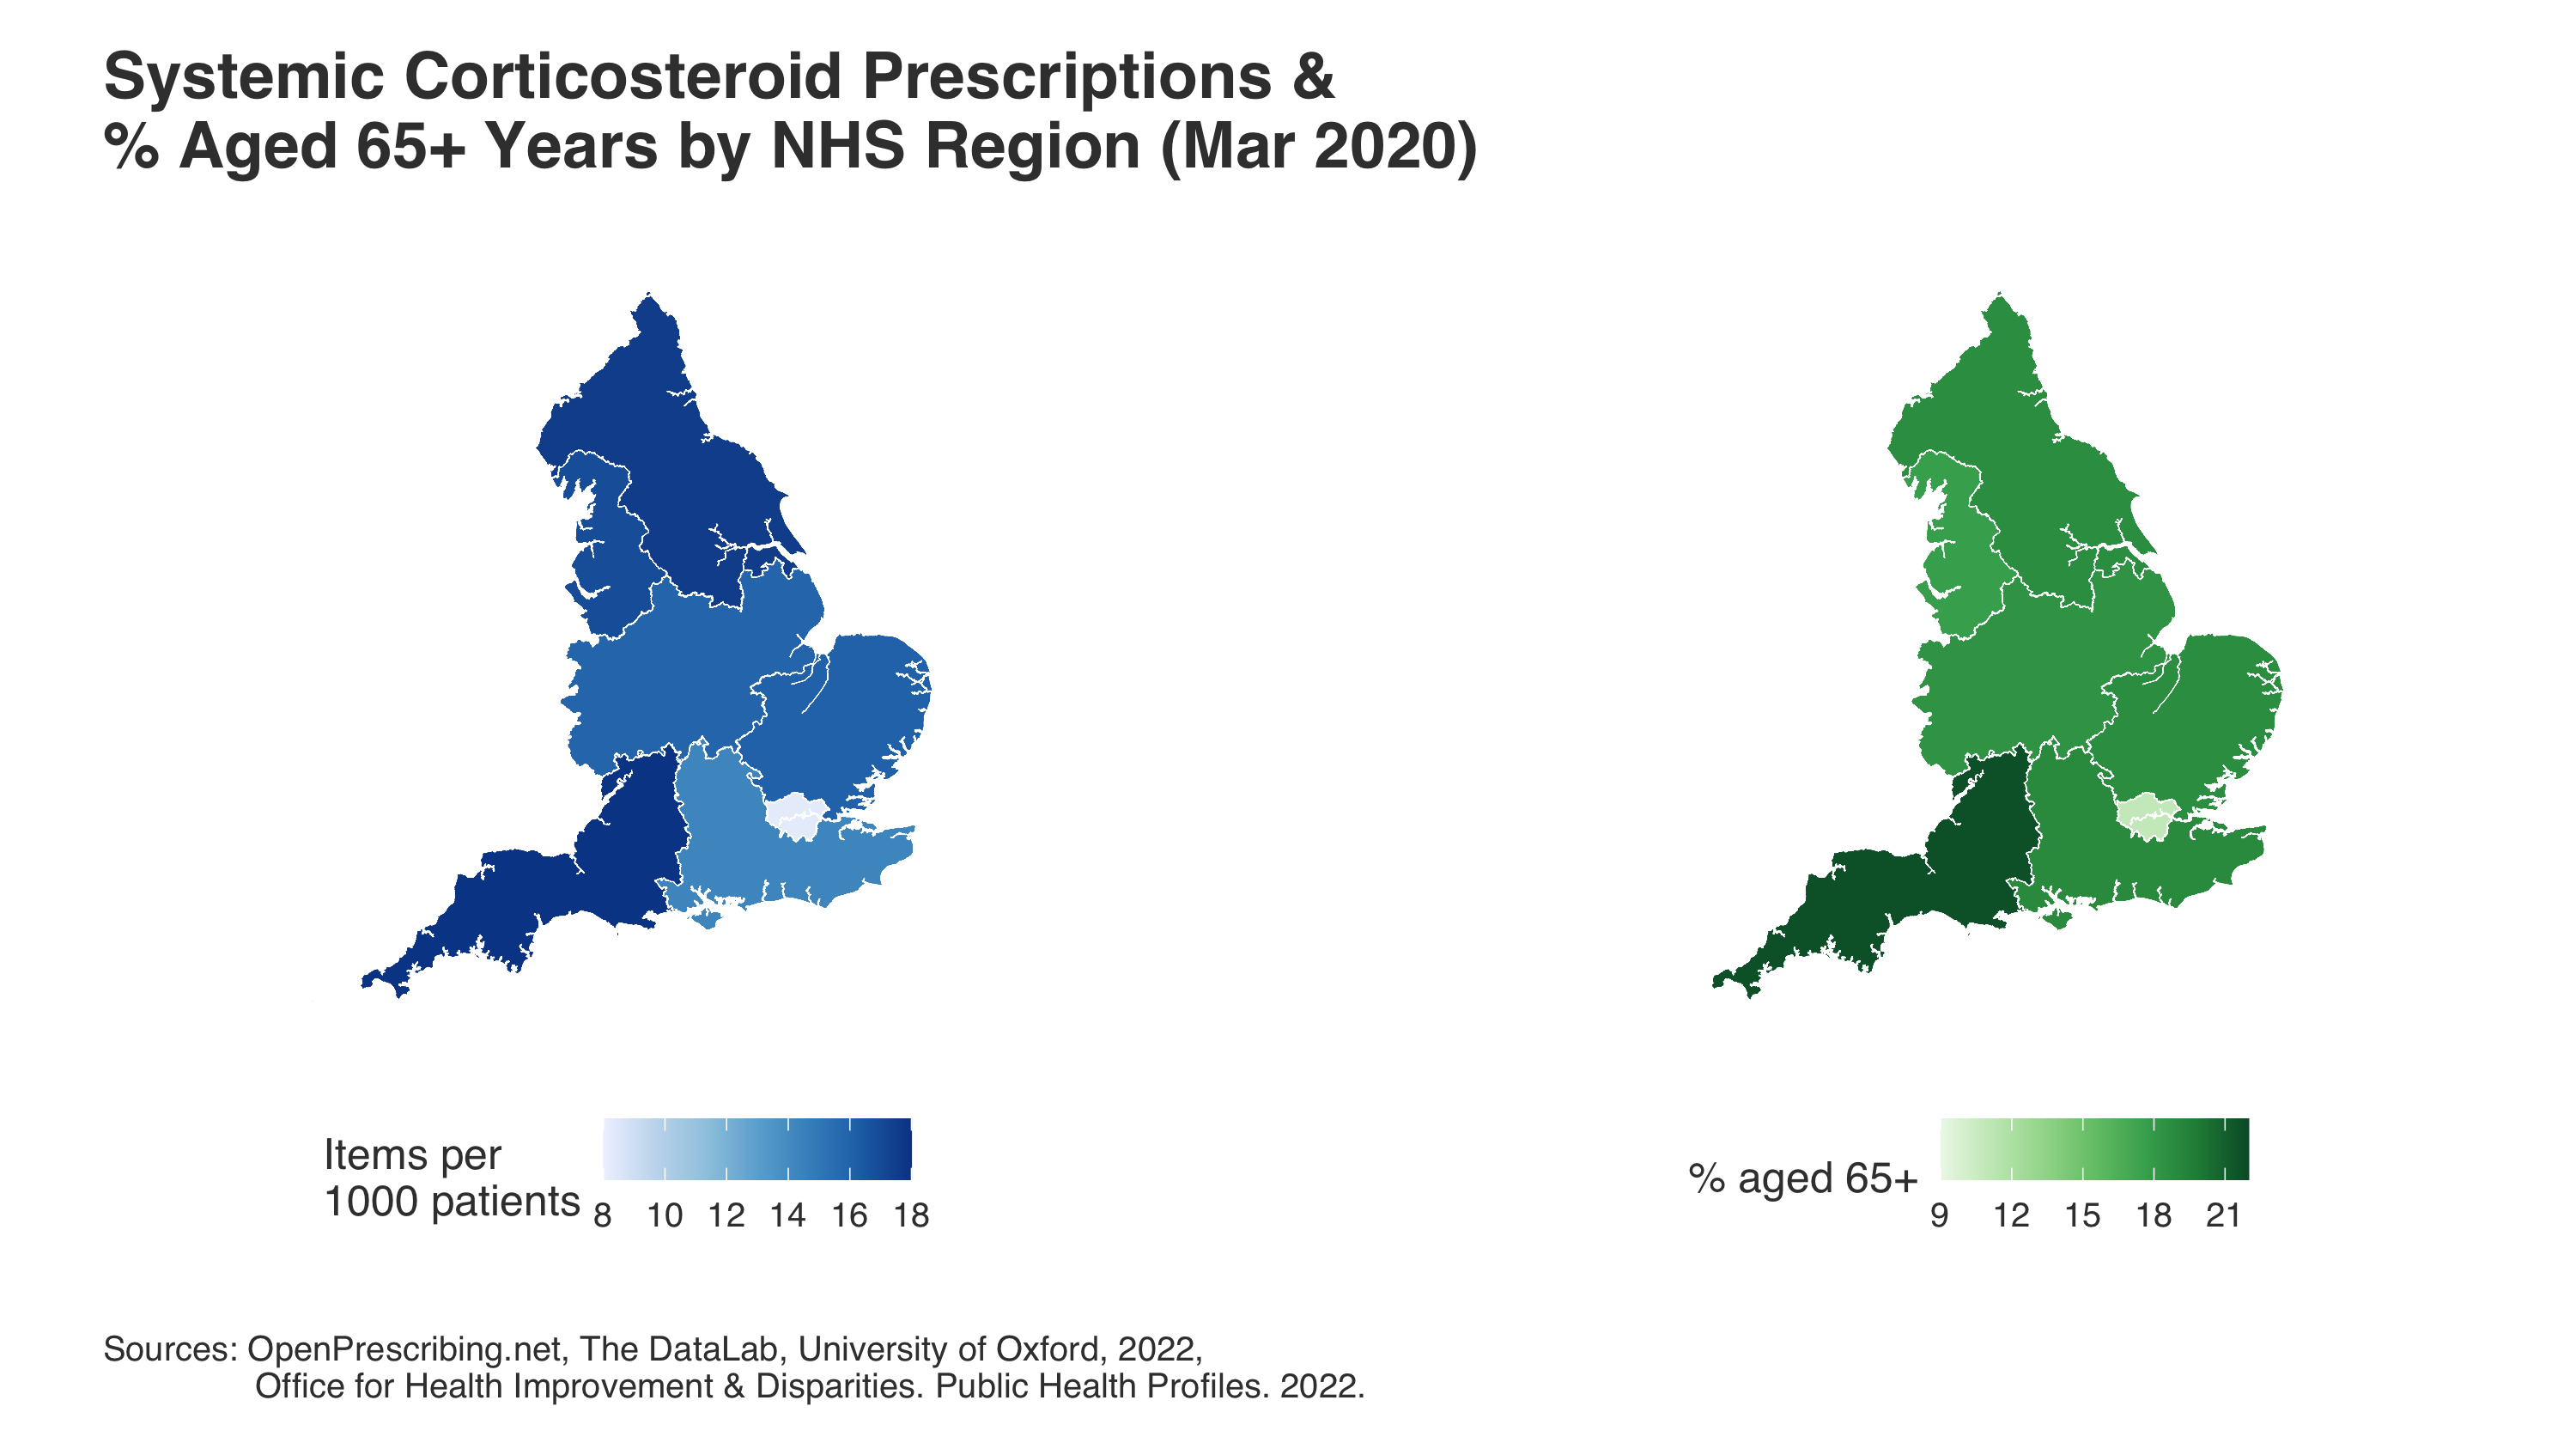 Systemic Corticosteroid Prescriptions &
% Aged 65+ Years by NHS Region (Mar 2020)
Items per
1000 patients
8 10 12 14 16 18
% aged 65+
9 12 15 18 21
Sources: OpenPrescribing.net, The DataLab, University of Oxford, 2022,
Office for Health Improvement & Disparities. Public Health Profiles. 2022.